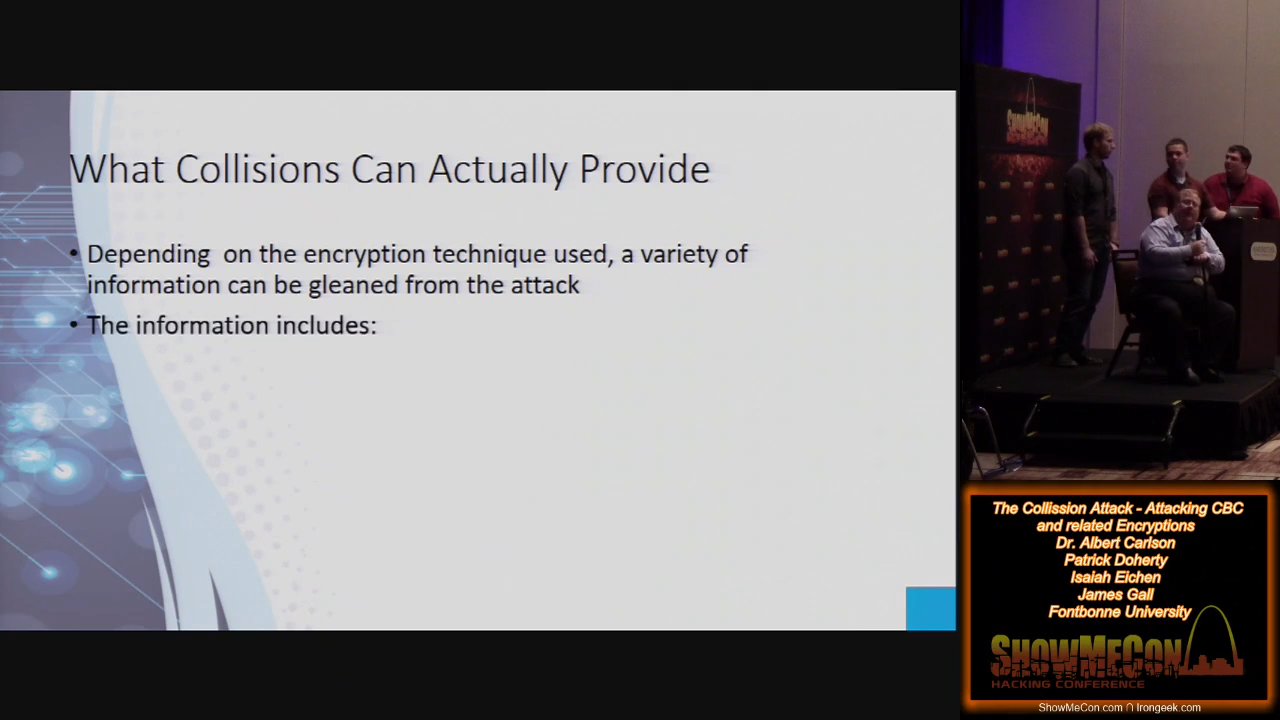 What Collisions Can Actually Provide
• Depending on the encryption technique used, a variety of
information can be gleaned from the attack
• The information includes:
SHOWMECON
The Collission Attack - Attacking CBC
and related Encryptions
Dr. Albert Carlson
Patrick Doherty
Isaiah Eichen
James Gall
Fontbonne University
SHOWMECON
HACKING CONFERENCE
ShowMeCon.com ∩ Irongeek.com